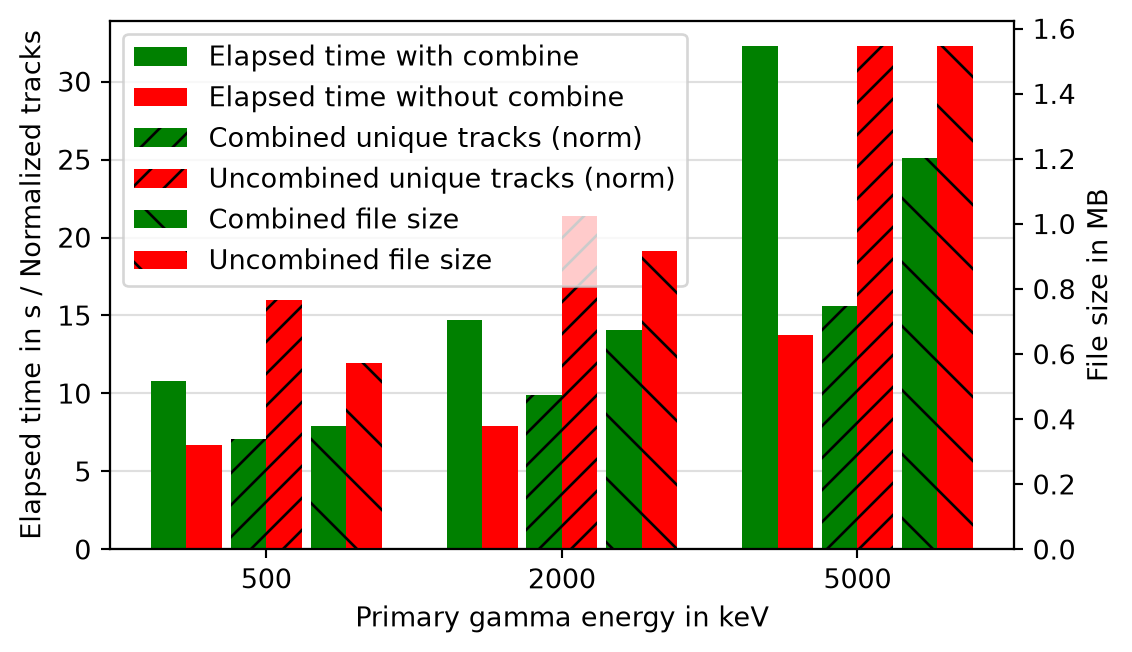 Elapsed time in s / Normalized tracks
30
25
20
15
10
5
0
Elapsed time with combine
Elapsed time without combine
Combined unique tracks (norm)
Uncombined unique tracks (norm)
Combined file size
Uncombined file size
1.6
1.4
1.2
1.0
0.8
0.6
0.4
0.2
0.0
File size in MB
500 2000 5000
Primary gamma energy in keV